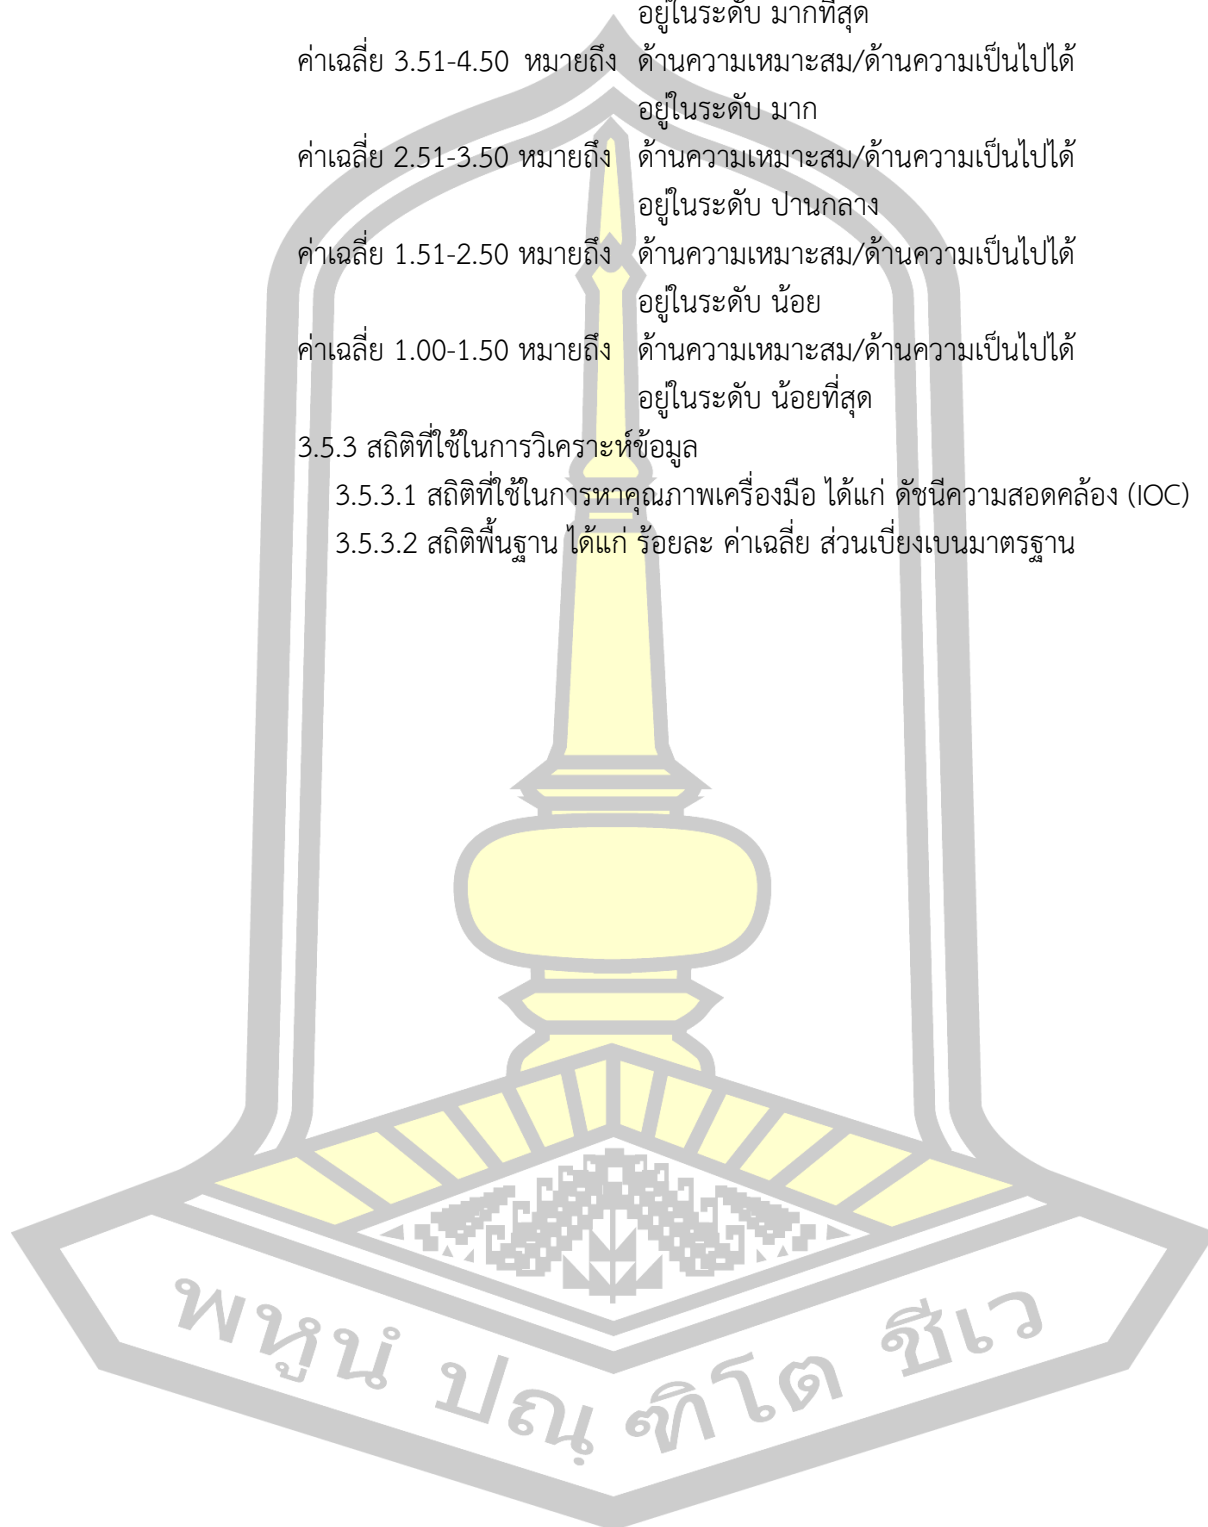 อยู่ในระดับ มากที่สุด
ค่าเฉลี่ย 3.51-4.50 หมายถึง ด้านความเหมาะสม/ด้านความเป็นไปได้
อยู่ในระดับ มาก
ค่าเฉลี่ย 2.51-3.50 หมายถึง ด้านความเหมาะสม/ด้านความเป็นไปได้
อยู่ในระดับ ปานกลาง
ค่าเฉลี่ย 1.51-2.50 หมายถึง ด้านความเหมาะสม/ด้านความเป็นไปได้
อยู่ในระดับ น้อย
ค่าเฉลี่ย 1.00-1.50 หมายถึง ด้านความเหมาะสม/ด้านความเป็นไปได้
อยู่ในระดับ น้อยที่สุด
3.5.3 สถิติที่ใช้ในการวิเคราะห์ข้อมูล
3.5.3.1 สถิติที่ใช้ในการหาคุณภาพเครื่องมือ ได้แก่ ดัชนีความสอดคล้อง (IOC)
3.5.3.2 สถิติพื้นฐาน ได้แก่ ร้อยละ ค่าเฉลี่ย ส่วนเบี่ยงเบนมาตรฐาน
พหูนํ ปณฺฑิโต ชีเว